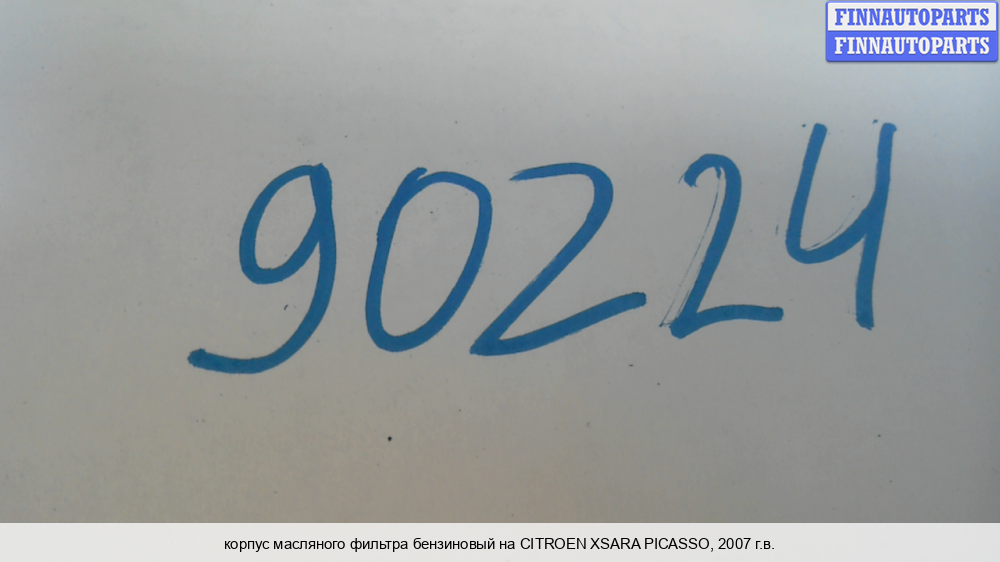 FINNAUTOPARTS
FINNAUTOPARTS
90224
корпус масляного фильтра бензиновый на CITROEN XSARA PICASSO, 2007 г.в.